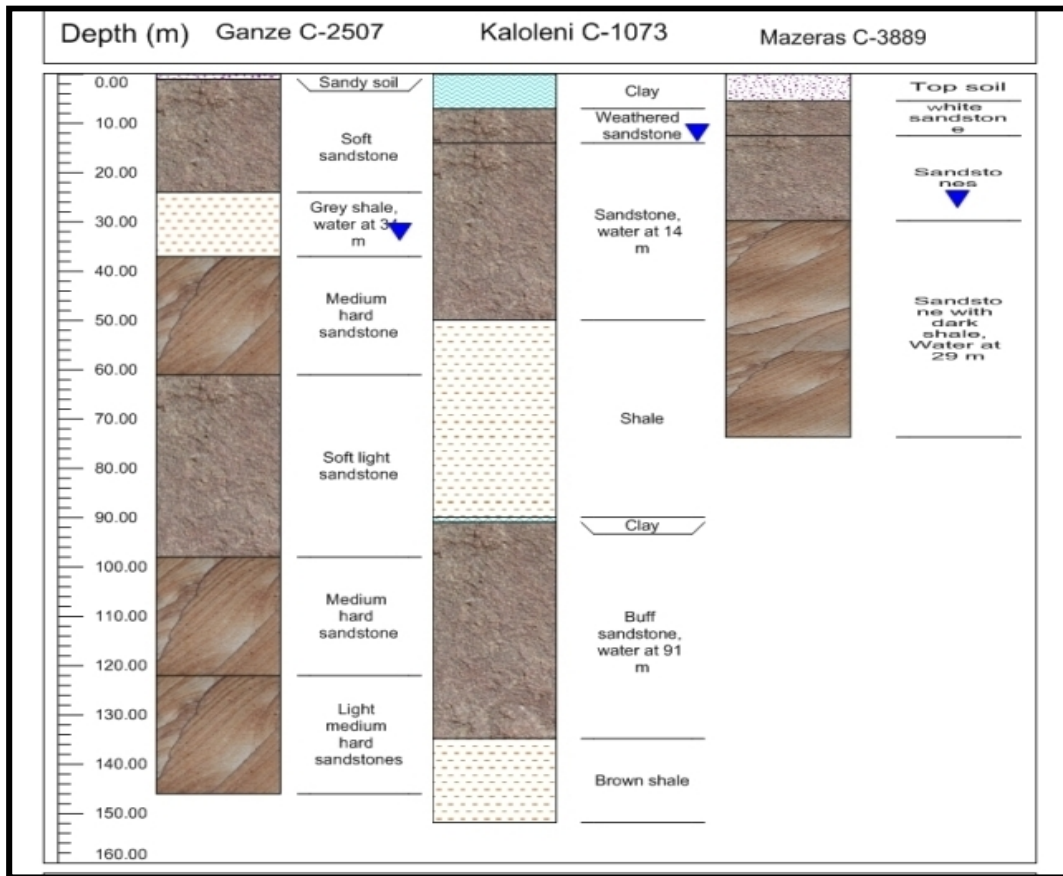 Depth (m)
Ganze C-2507
Kaloleni C-1073
Mazeras C-3889
0.00
10.00
20.00
30.00
40.00
50.00
60.00
70.00
80.00
90.00
100.00
110.00
120.00
130.00
140.00
150.00
160.00
Sandy soil
Soft
sandstone
Grey shale,
water at
m
Medium
hard
sandstone
Soft light
sandstone
Medium
hard
sandstone
Light
medium
hard
sandstones
Clay
Weathered
sandstone
Sandstone,
water at 14
m
Shale
Clay
Buff
sandstone,
water at 91
m
Brown shale
Top soil
white
sandston
e
Sandsto
nes
Sandsto
ne with
dark
shale,
Water at
29 m